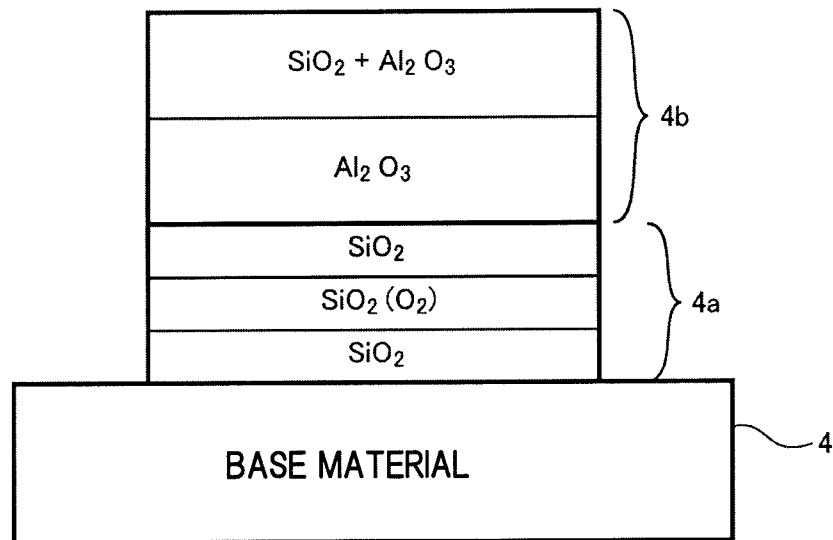 SiO₂ + Al₂ O₃
4b
Al₂ O₃
SiO₂
SiO₂ (O₂)
4a
SiO₂
4
BASE MATERIAL